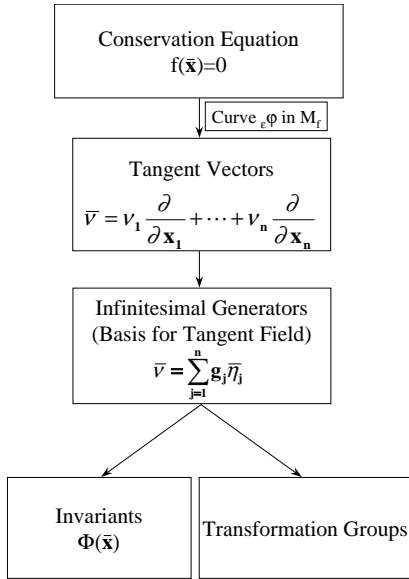 Conservation Equation
f(x̄)=0
Curve εφ in Mf
Tangent Vectors
ν̄ = ν₁ ∂/∂x₁ + ⋯ + νₙ ∂/∂xₙ
Infinitesimal Generators
(Basis for Tangent Field)
ν̄ = ∑ⁿⱼ₌₁ gⱼ η̄ⱼ
Invariants
Φ(x̄)
Transformation Groups